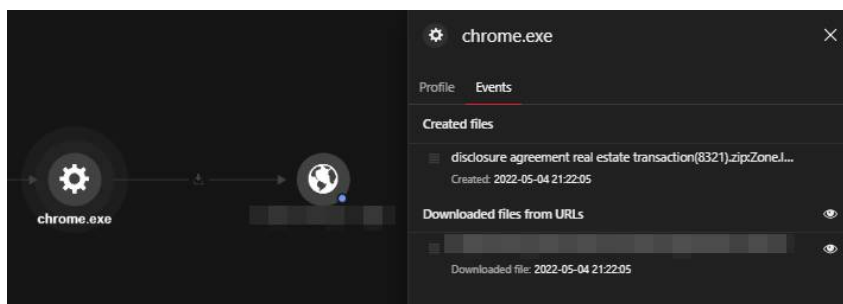 chrome.exe
chrome.exe
Profile Events
Created files
disclosure agreement real estate transaction(8321).zip:Zone.I...
Created: 2022-05-04 21:22:05
Downloaded files from URLs
Downloaded file: 2022-05-04 21:22:05